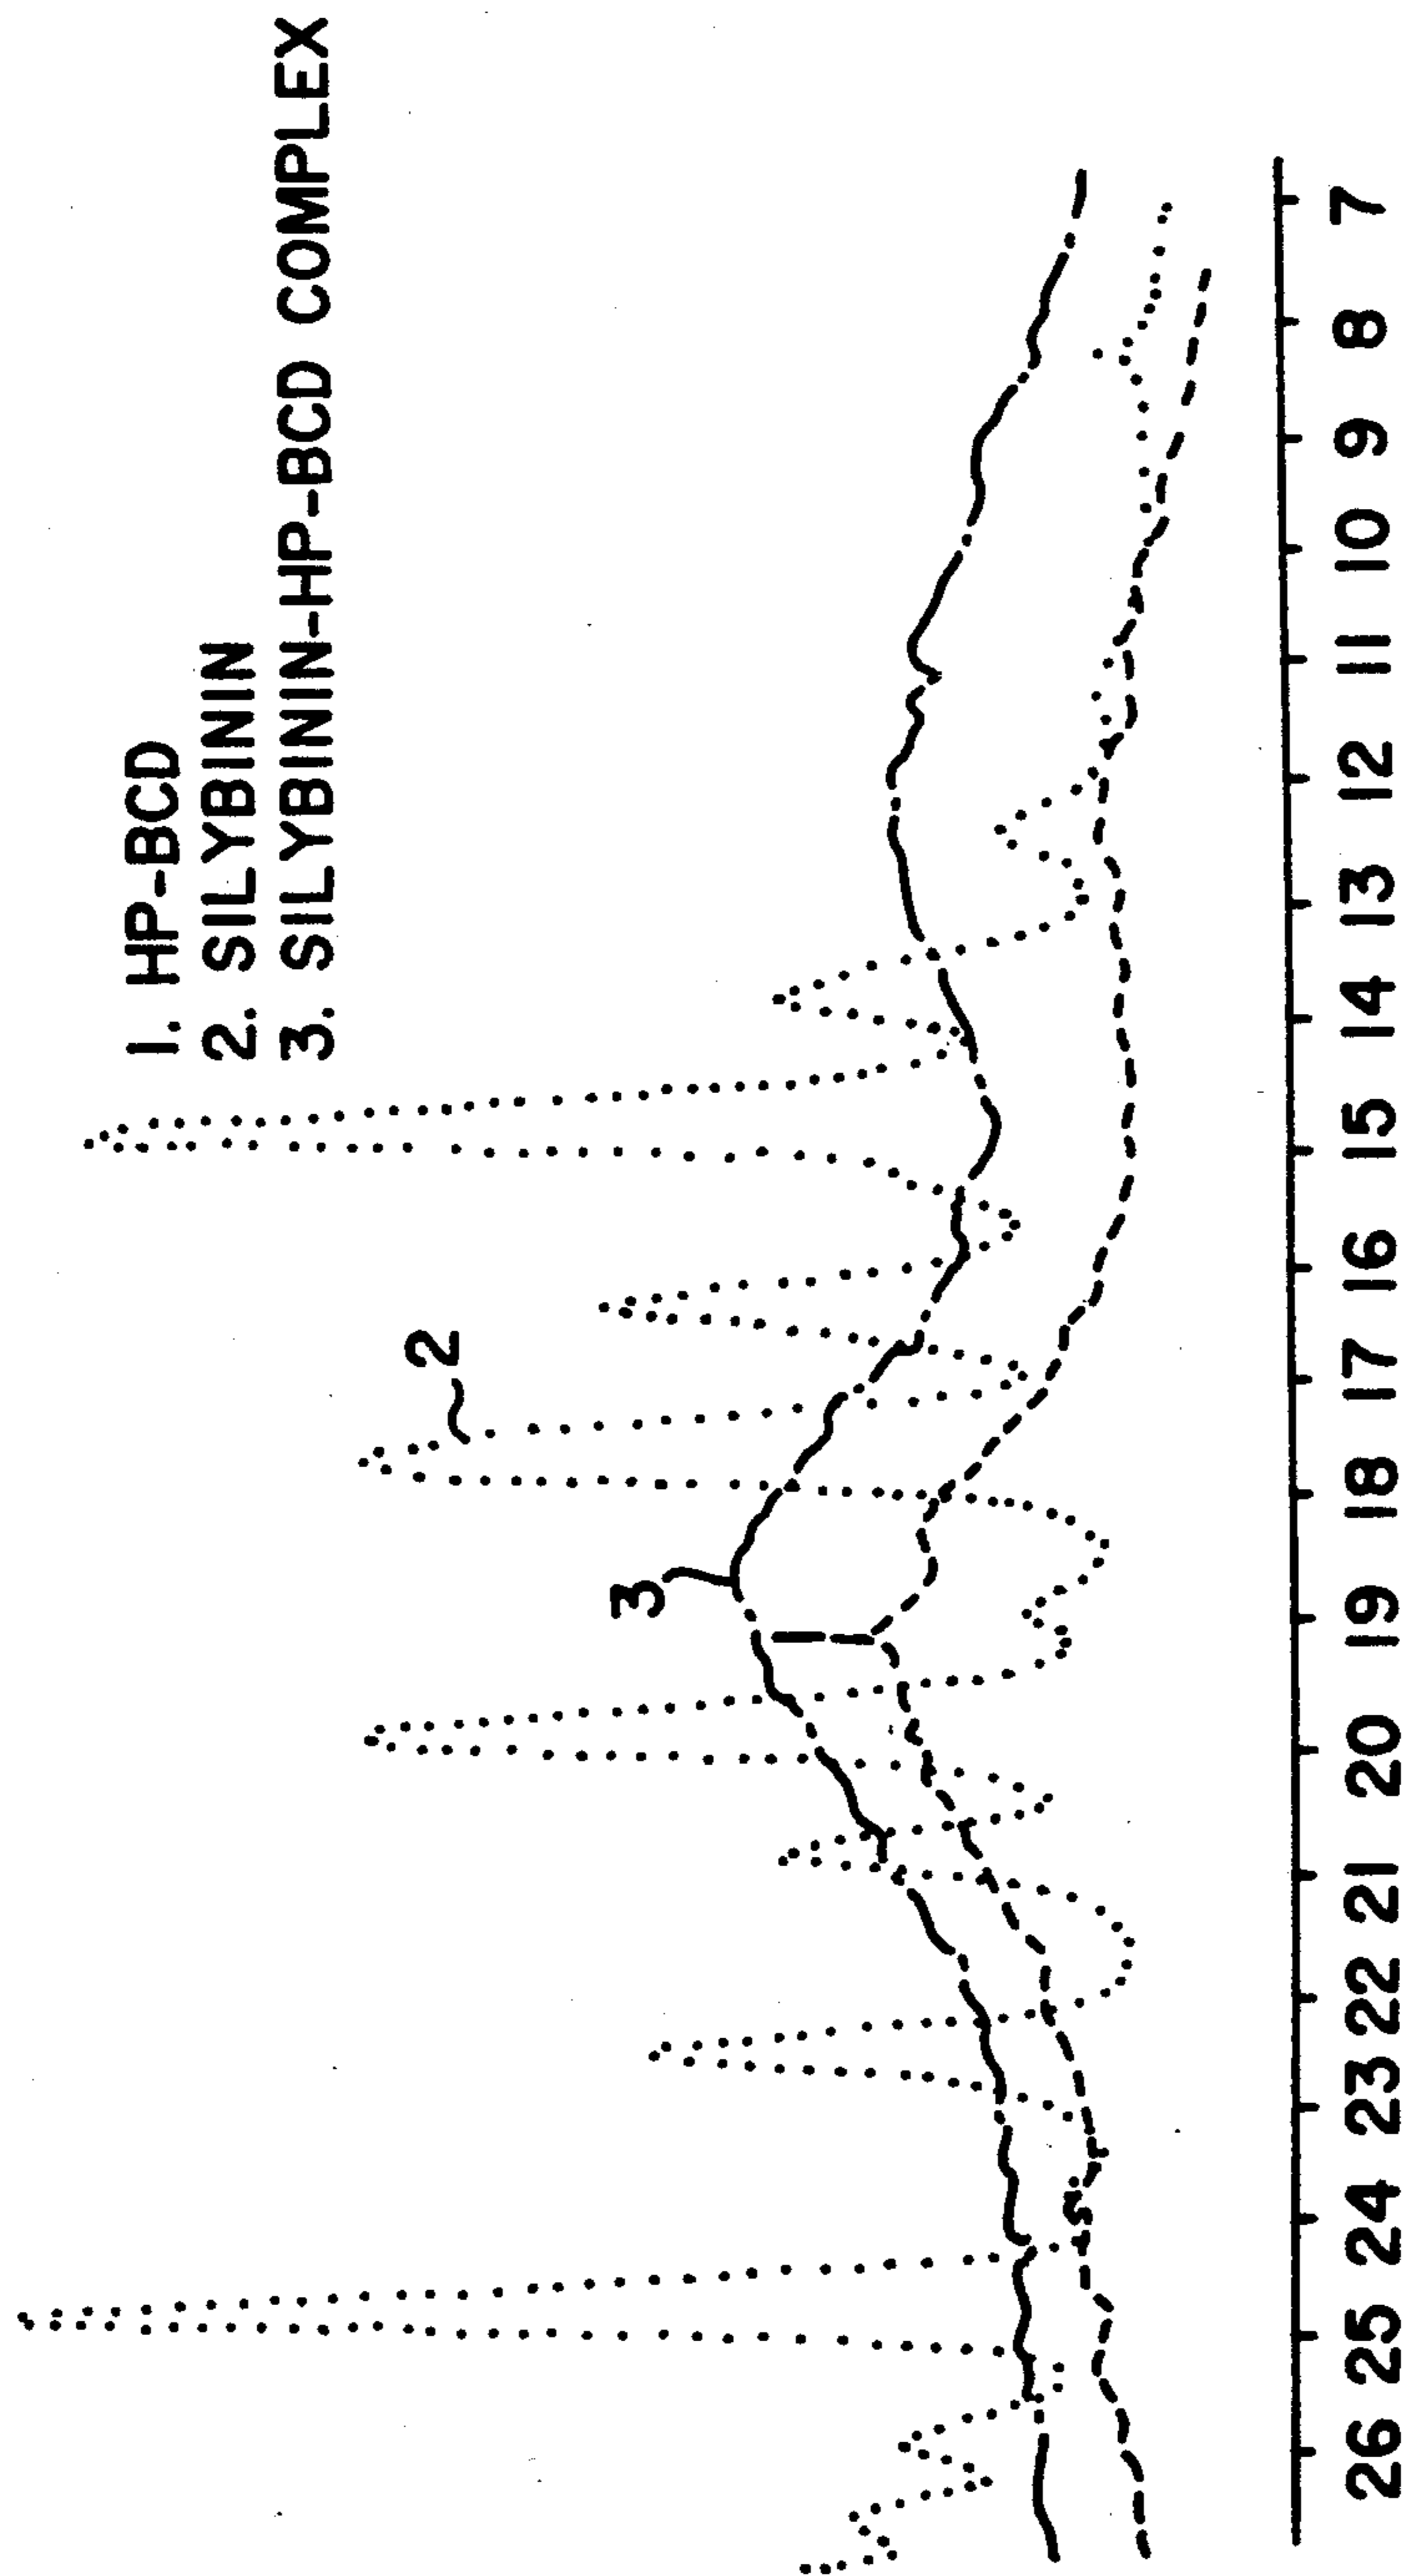 1. HP-BCD
2. SILYBININ
3. SILYBININ-HP-BCD COMPLEX
2
3
26 25 24 23 22 21 20 19 18 17 16 15 14 13 12 11 10 9 8 7